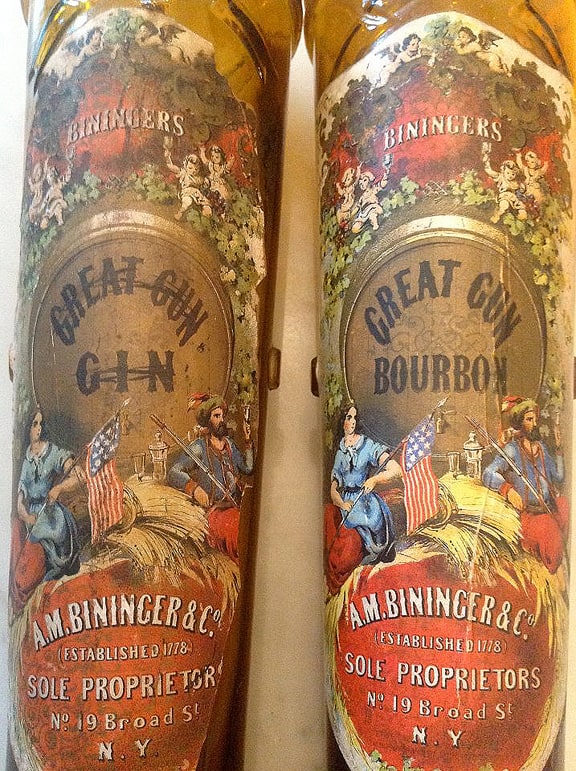 BININGERS
GREAT GUN
GIN
A.M. BININGER & Co.
(ESTABLISHED 1778)
SOLE PROPRIETOR
No 19 Broad St
N.Y.
BININGERS
GREAT GUN
BOURBON
A.M. BININGER & Co.
(ESTABLISHED 1778)
SOLE PROPRIETORS
No 19 Broad St
N.Y.